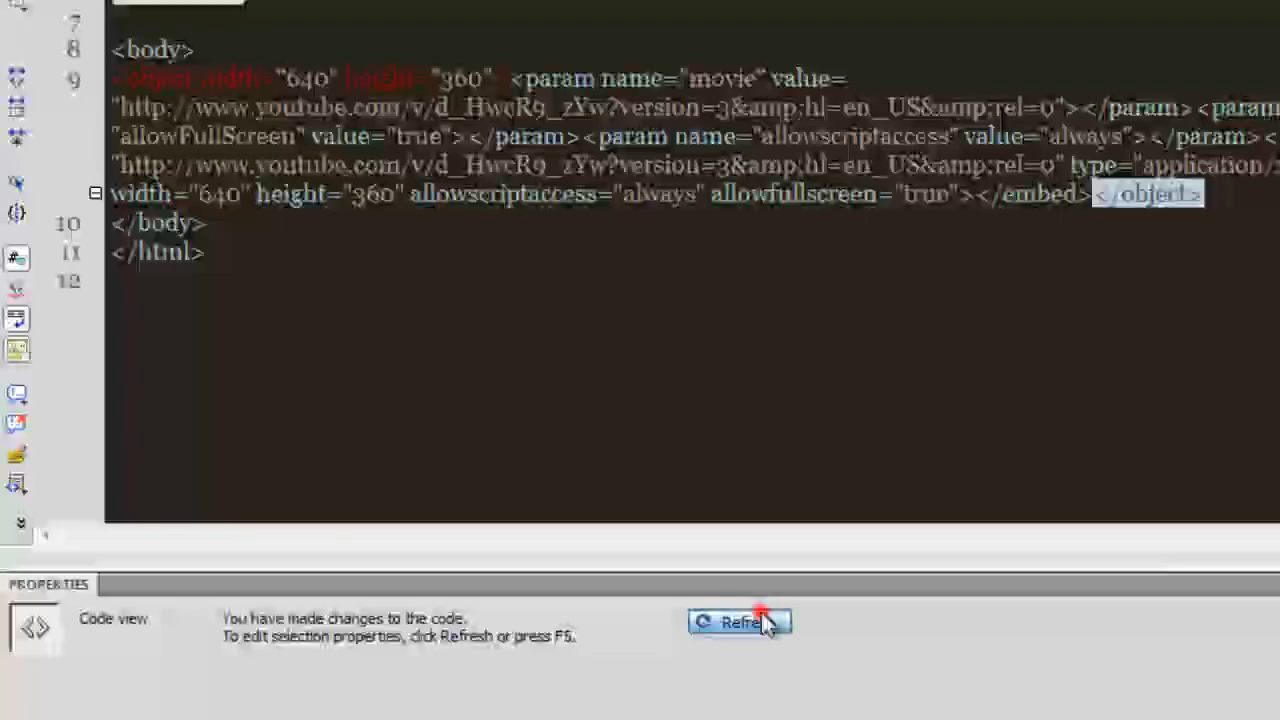 7
8 <body>
9 <object width="640" height="360" <param name="movie" value=
"http://www.youtube.com/v/d_HwcR9_zYw?version=3&amp;hl=en_US&amp;rel=0"></param><param
"allowFullScreen" value="true"></param><param name="allowscriptaccess" value="always"></param><
"http://www.youtube.com/v/d_HwcR9_zYw?version=3&amp;hl=en_US&amp;rel=0" type="application/
width="640" height="360" allowscriptaccess="always" allowfullscreen="true"></embed></object>
10 </body>
11 </html>
12
PROPERTIES
Code view
You have made changes to the code.
To edit selection properties, click Refresh or press F5.